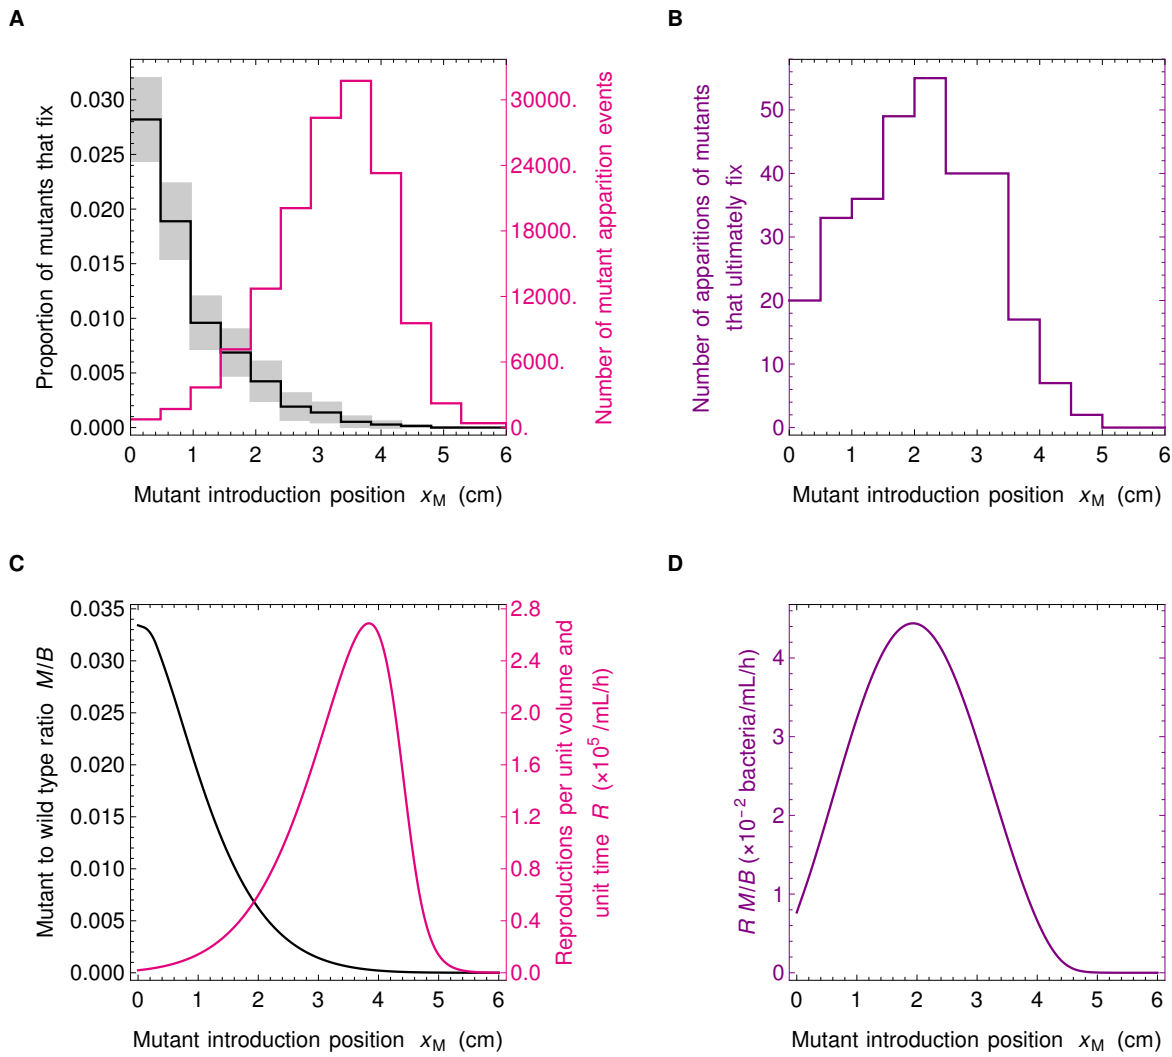 A
Proportion of mutants that fix
0.030
0.025
0.020
0.015
0.010
0.005
0.000
30000.
24000.
18000.
12000.
6000.
0.
Number of mutant apparition events
0 1 2 3 4 5 6
Mutant introduction position x_M (cm)
B
Number of apparitions of mutants
that ultimately fix
50
40
30
20
10
0
0 1 2 3 4 5 6
Mutant introduction position x_M (cm)
C
Mutant to wild type ratio M/B
0.035
0.030
0.025
0.020
0.015
0.010
0.005
0.000
2.8
2.4
2.0
1.6
1.2
0.8
0.4
0.0
Reproductions per unit volume and
unit time R (×10⁵ /mL/h)
0 1 2 3 4 5 6
Mutant introduction position x_M (cm)
D
R M/B (×10⁻² bacteria/mL/h)
4
3
2
1
0
0 1 2 3 4 5 6
Mutant introduction position x_M (cm)